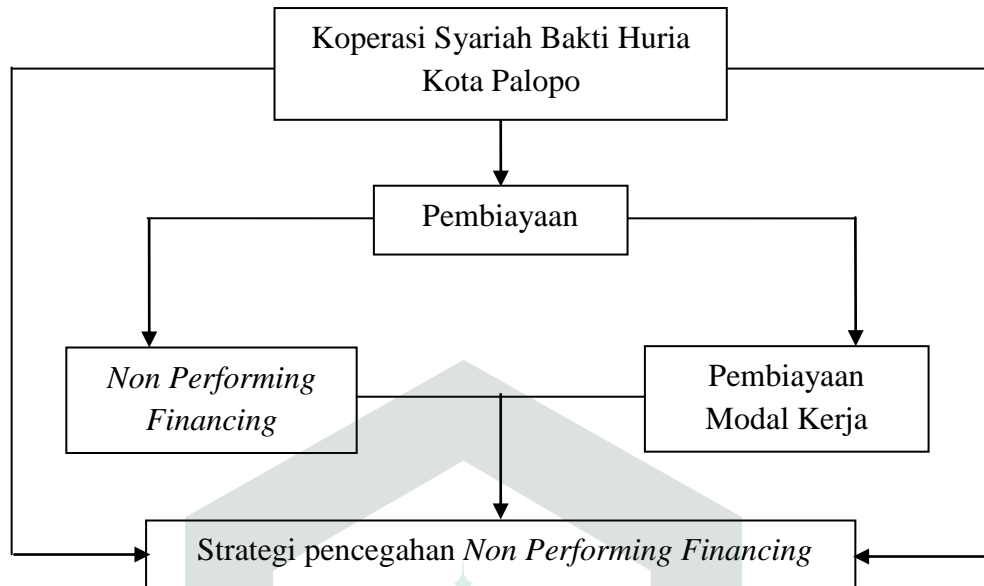 Koperasi Syariah Bakti Huria
Kota Palopo
Pembiayaan
Non Performing
Financing
Pembiayaan
Modal Kerja
Strategi pencegahan Non Performing Financing